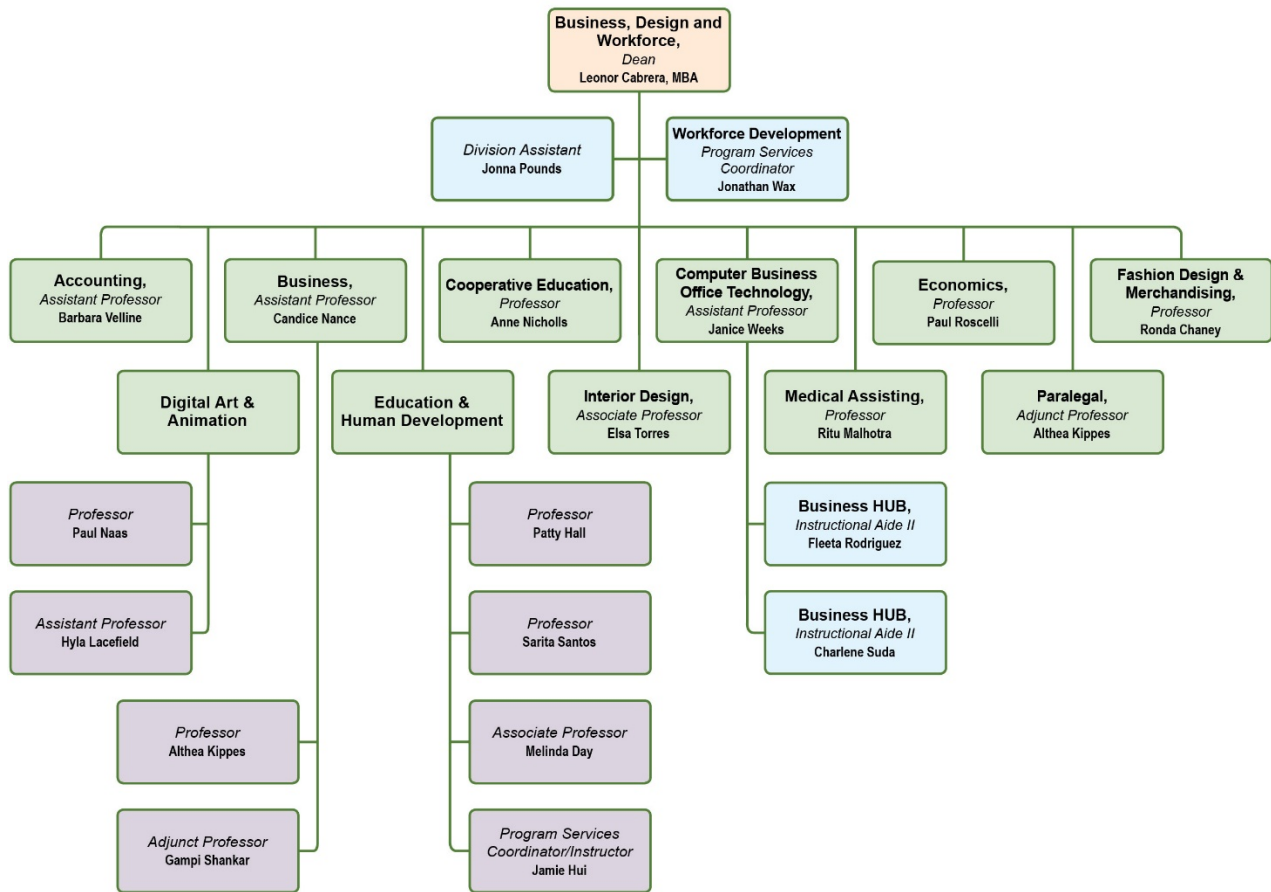 Business, Design and
Workforce,
Dean
Leonor Cabrera, MBA
Division Assistant
Jonna Pounds
Workforce Development
Program Services
Coordinator
Jonathan Wax
Accounting,
Assistant Professor
Barbara Velline
Business,
Assistant Professor
Candice Nance
Cooperative Education,
Professor
Anne Nicholls
Computer Business
Office Technology,
Assistant Professor
Janice Weeks
Economics,
Professor
Paul Roscelli
Fashion Design &
Merchandising,
Professor
Ronda Chaney
Digital Art &
Animation
Education &
Human Development
Interior Design,
Associate Professor
Elsa Torres
Medical Assisting,
Professor
Ritu Malhotra
Paralegal,
Adjunct Professor
Althea Kippes
Professor
Paul Naas
Professor
Patty Hall
Business HUB,
Instructional Aide II
Fleeta Rodriguez
Assistant Professor
Hyla Lacefield
Professor
Sarita Santos
Business HUB,
Instructional Aide II
Charlene Suda
Professor
Althea Kippes
Associate Professor
Melinda Day
Adjunct Professor
Gampi Shankar
Program Services
Coordinator/Instructor
Jamie Hui